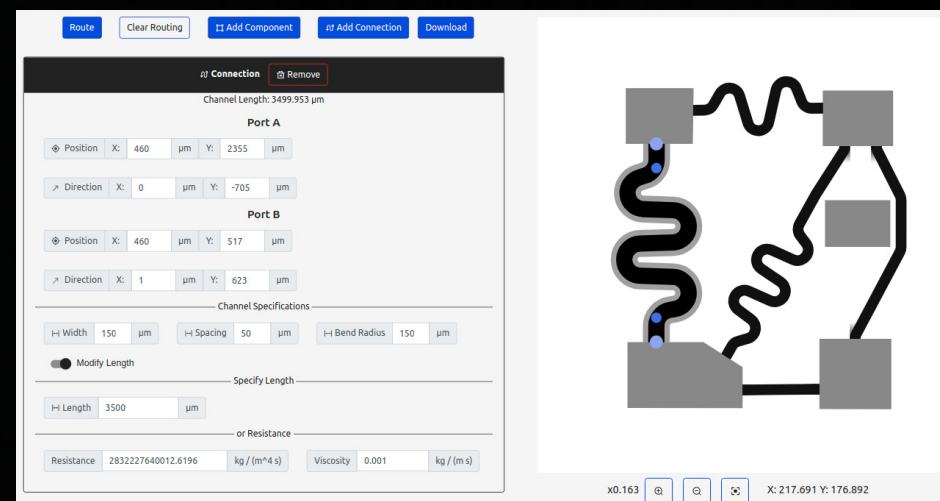 Route Clear Routing Add Component Add Connection Download
Connection Remove
Channel Length: 3499.953 μm
Port A
Position X: 460 μm Y: 2355 μm
Direction X: 0 μm Y: -705 μm
Port B
Position X: 460 μm Y: 517 μm
Direction X: 1 μm Y: 623 μm
Channel Specifications
Width 150 μm Spacing 50 μm Bend Radius 150 μm
Modify Length
Specify Length
Length 3500 μm
or Resistance
Resistance 2832227640012.6196 kg / (m^4 s) Viscosity 0.001 kg / (m s)
x0.163 X: 217.691 Y: 176.892